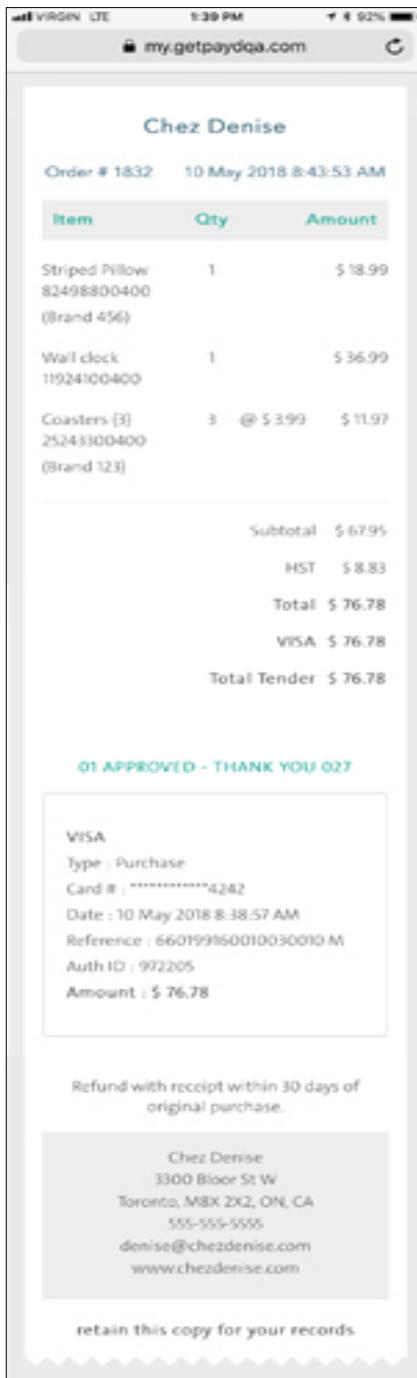 VIRGIN LTE 1:39 PM 92%
my.getpaydqa.com
Chez Denise
Order # 1832 10 May 2018 8:43:53 AM
Item Qty Amount
Striped Pillow 1 $ 18.99
82498800400
(Brand 456)
Wall clock 1 $ 36.99
11924100400
Coasters (3) 3 @ $ 3.99 $ 11.97
25243300400
(Brand 123)
Subtotal $ 67.95
HST $ 8.83
Total $ 76.78
VISA $ 76.78
Total Tender $ 76.78
01 APPROVED - THANK YOU 027
VISA
Type : Purchase
Card # : ************4242
Date : 10 May 2018 8:38:57 AM
Reference : 660199160010030010 M
Auth ID : 972205
Amount : $ 76.78
Refund with receipt within 30 days of
original purchase.
Chez Denise
3300 Bloor St W
Toronto, M8X 2X2, ON, CA
555-555-5555
denise@chezdenise.com
www.chezdenise.com
retain this copy for your records